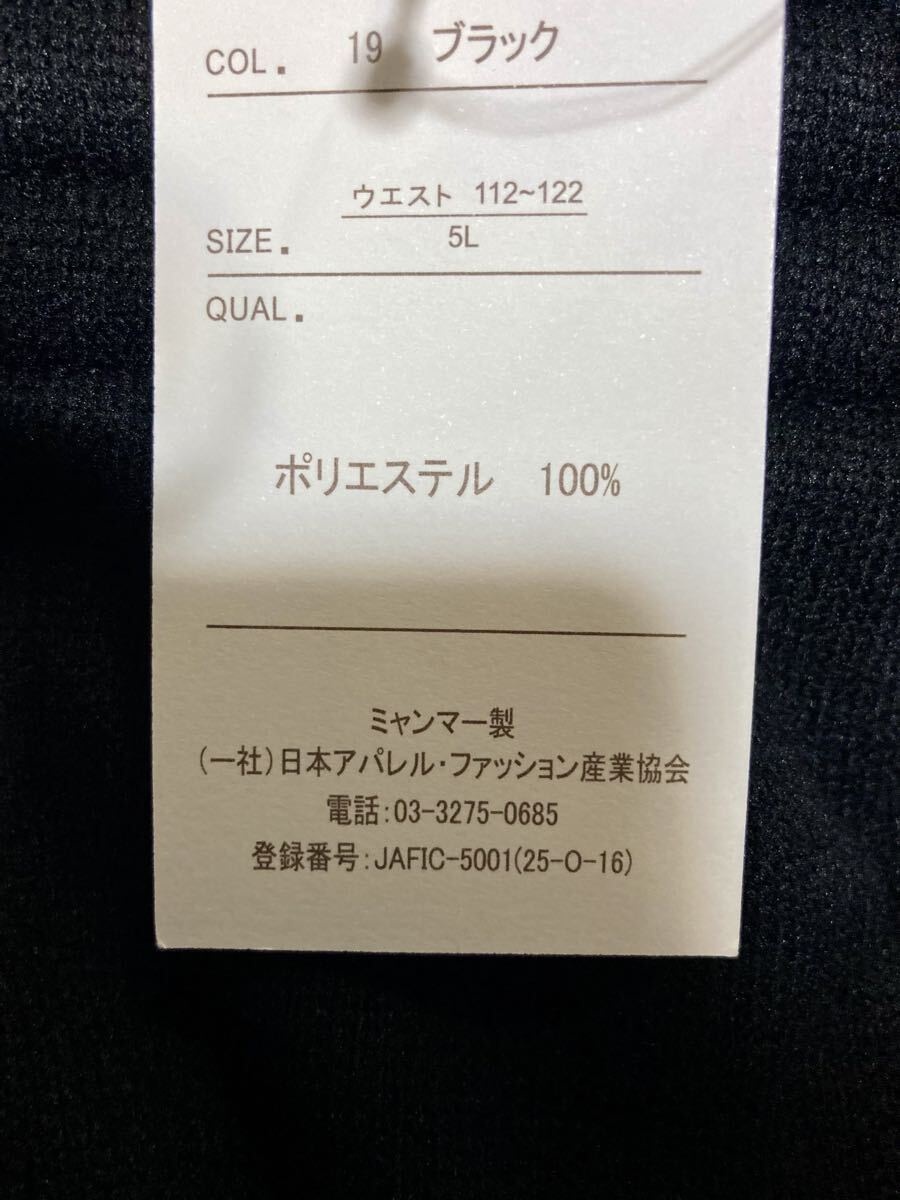 COL. 19 ブラック
ウエスト 112~122
SIZE. 5L
QUAL.
ポリエステル 100%
ミャンマー製
(一社)日本アパレル・ファッション産業協会
電話:03-3275-0685
登録番号:JAFIC-5001(25-O-16)